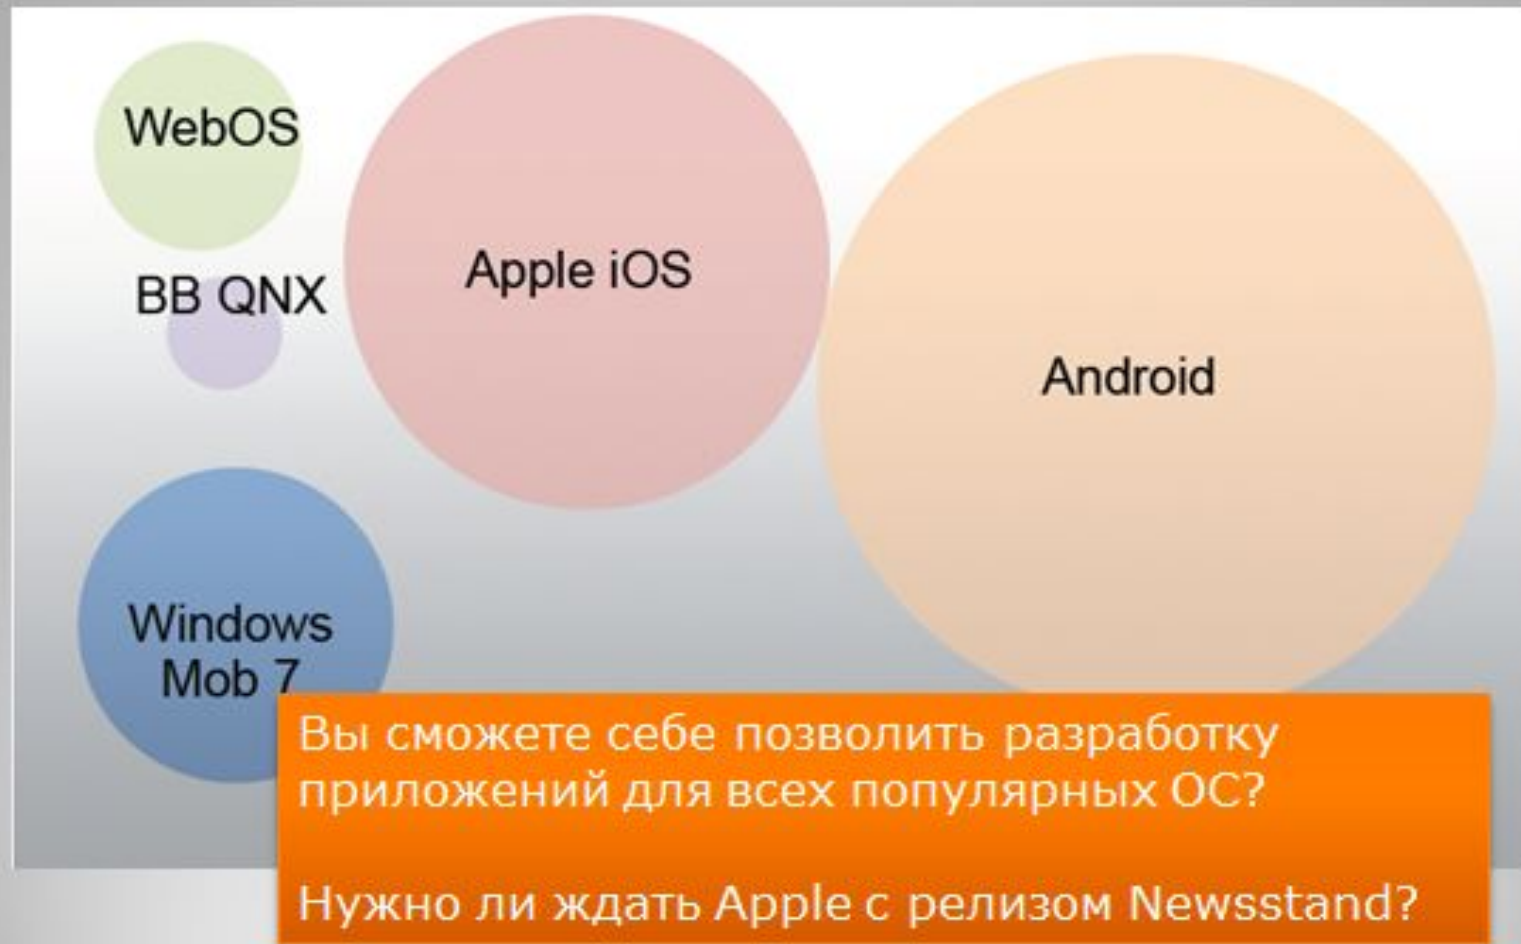 WebOS
BB QNX
Apple iOS
Android
Windows
Mob 7
Вы сможете себе позволить разработку
приложений для всех популярных ОС?
Нужно ли ждать Apple с релизом Newsstand?